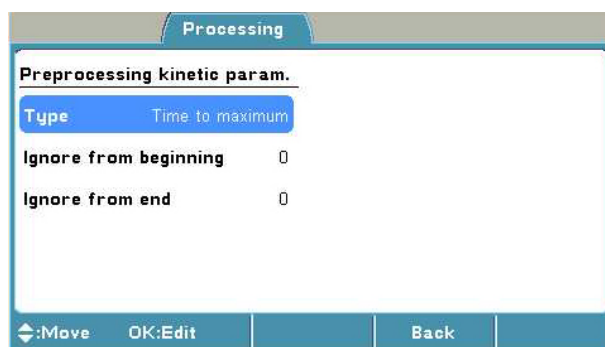 Processing
Preprocessing kinetic param.
Type Time to maximum
Ignore from beginning 0
Ignore from end 0
:Move OK:Edit Back